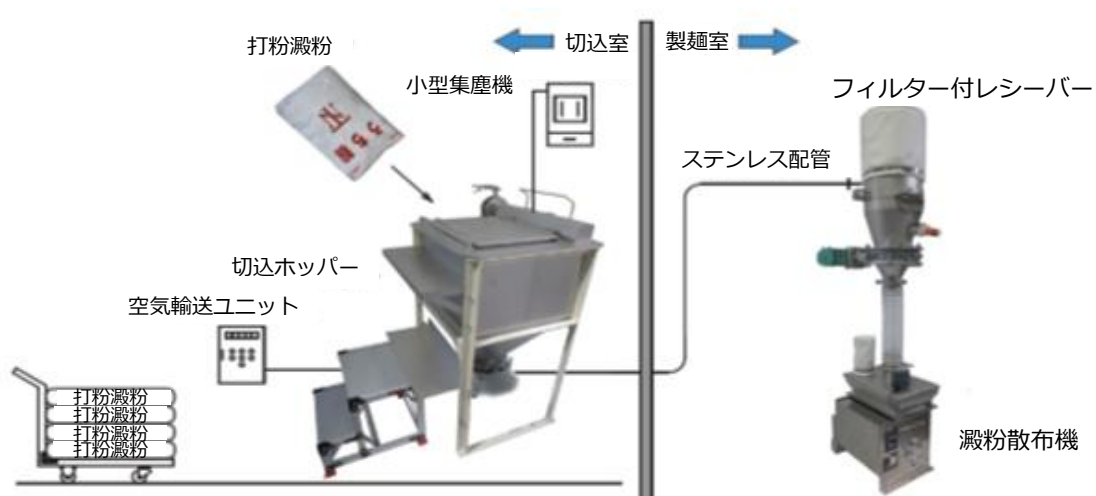 切込室
製麺室
打粉澱粉
小型集塵機
フィルター付レシーバー
ステンレス配管
切込ホッパー
空気輸送ユニット
打粉澱粉
打粉澱粉
打粉澱粉
打粉澱粉
澱粉散布機